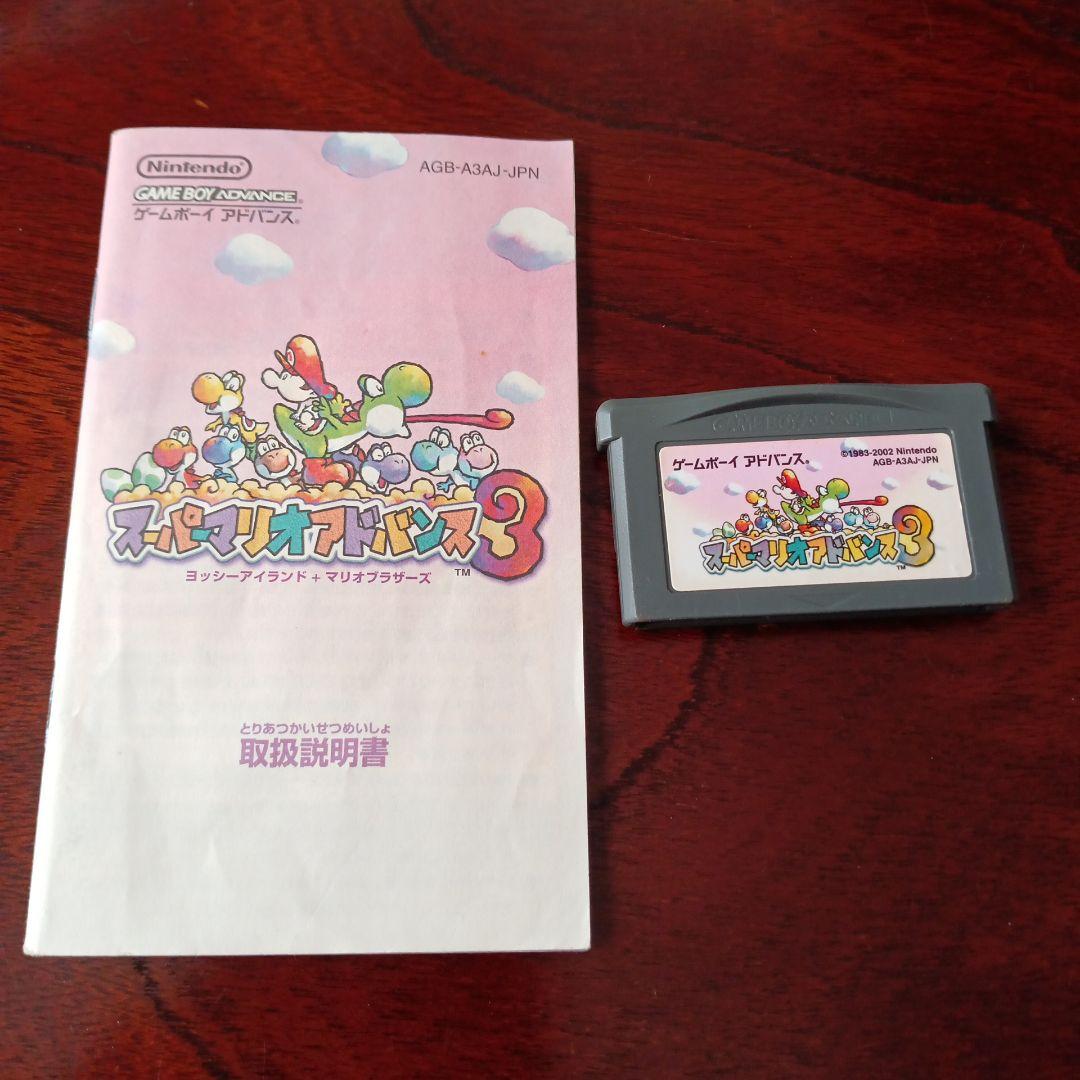 Nintendo®
AGB-A3AJ-JPN
GAME BOY ADVANCE
ゲームボーイ アドバンス®
スーパーマリオアドバンス3
™
ヨッシーアイランド + マリオブラザーズ
とりあつかいせつめいしょ
取扱説明書
GAME BOY ADVANCE
ゲームボーイ アドバンス®
©1983-2002 Nintendo
AGB-A3AJ-JPN
スーパーマリオアドバンス3
™